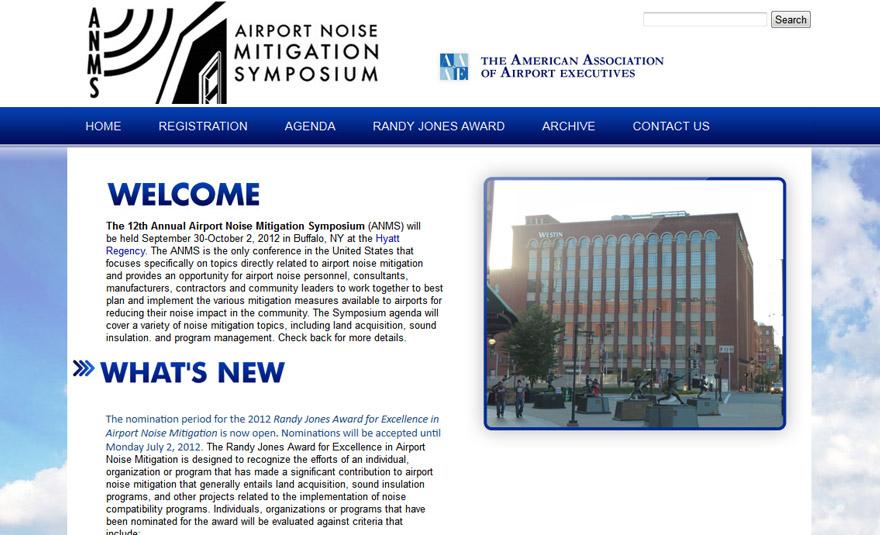 ANMS
AIRPORT NOISE
MITIGATION
SYMPOSIUM
THE AMERICAN ASSOCIATION
OF AIRPORT EXECUTIVES
Search
HOME REGISTRATION AGENDA RANDY JONES AWARD ARCHIVE CONTACT US
WELCOME
The 12th Annual Airport Noise Mitigation Symposium (ANMS) will
be held September 30-October 2, 2012 in Buffalo, NY at the Hyatt
Regency. The ANMS is the only conference in the United States that
focuses specifically on topics directly related to airport noise mitigation
and provides an opportunity for airport noise personnel, consultants,
manufacturers, contractors and community leaders to work together to best
plan and implement the various mitigation measures available to airports for
reducing their noise impact in the community. The Symposium agenda will
cover a variety of noise mitigation topics, including land acquisition, sound
insulation. and program management. Check back for more details.
WESTIN
WHAT'S NEW
The nomination period for the 2012 Randy Jones Award for Excellence in
Airport Noise Mitigation is now open. Nominations will be accepted until
Monday July 2, 2012. The Randy Jones Award for Excellence in Airport
Noise Mitigation is designed to recognize the efforts of an individual,
organization or program that has made a significant contribution to airport
noise mitigation that generally entails land acquisition, sound insulation
programs, and other projects related to the implementation of noise
compatibility programs. Individuals, organizations or programs that have
been nominated for the award will be evaluated against criteria that
include: